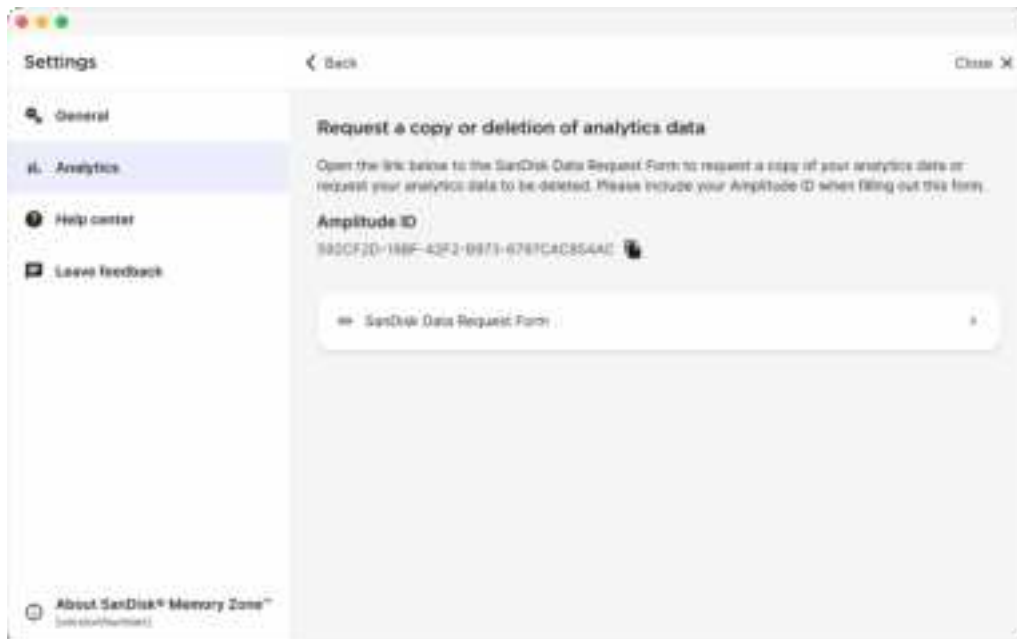 Settings
Back
Close
General
Request a copy or deletion of analytics data
Analytics
Open the link below to the SanDisk Data Request Form to request a copy of your analytics data or
request your analytics data to be deleted. Please include your Amplitude ID when filling out this form.
Help center
Amplitude ID
Leave feedback
SanDisk Data Request Form
About SanDisk® Memory Zone™